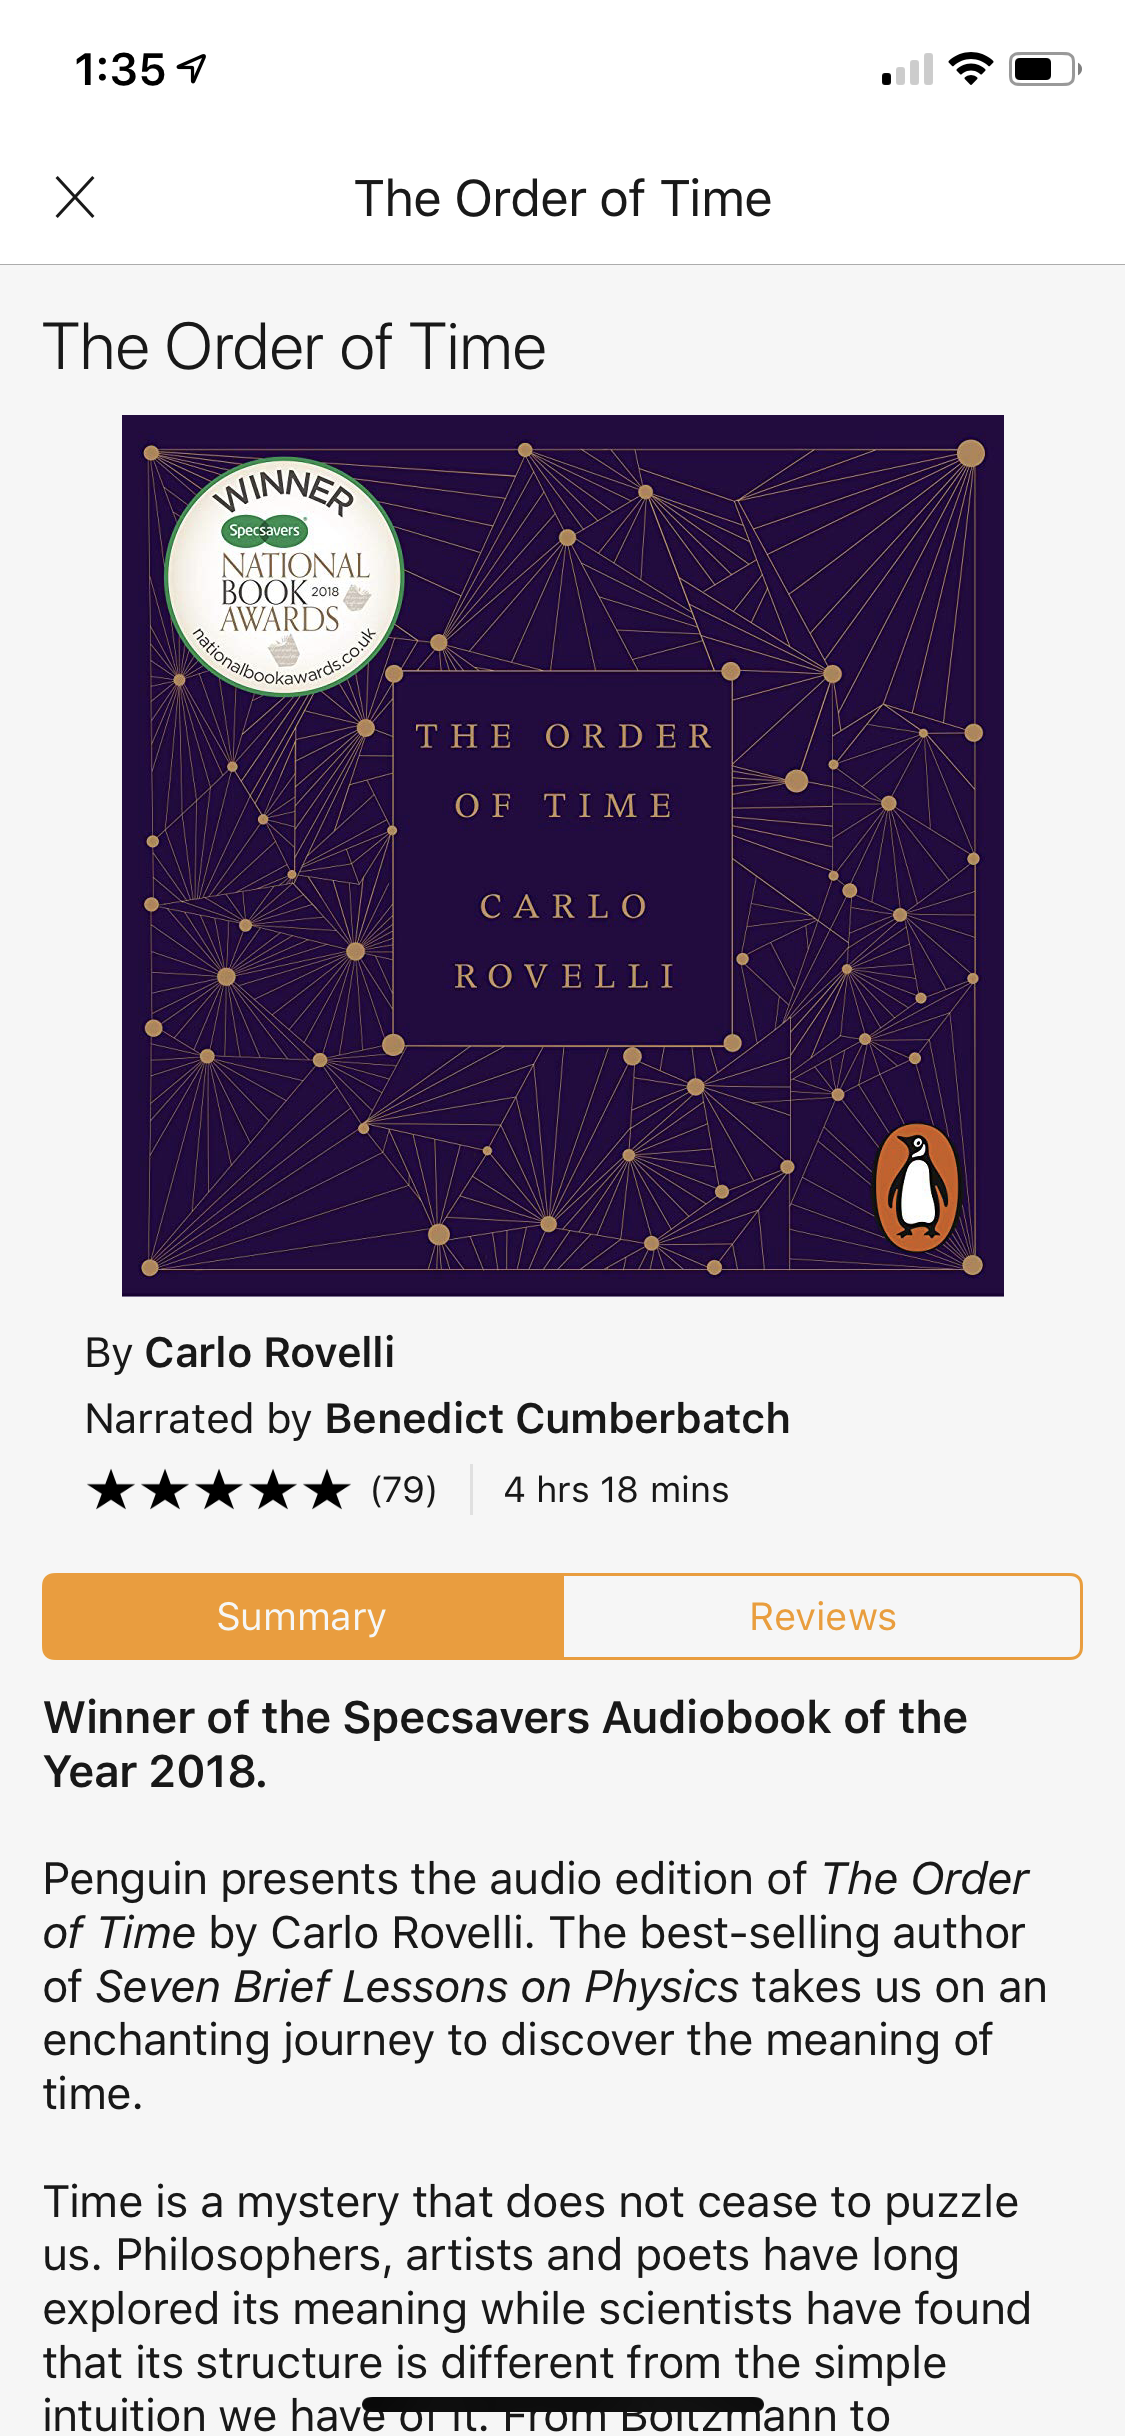 1:35
The Order of Time
The Order of Time
WINNER
Specsavers
NATIONAL
BOOK 2018
AWARDS
nationalbookawards.co.uk
THE ORDER
OF TIME
CARLO
ROVELLI
By Carlo Rovelli
Narrated by Benedict Cumberbatch
(79) 4 hrs 18 mins
Summary Reviews
Winner of the Specsavers Audiobook of the
Year 2018.
Penguin presents the audio edition of The Order
of Time by Carlo Rovelli. The best-selling author
of Seven Brief Lessons on Physics takes us on an
enchanting journey to discover the meaning of
time.
Time is a mystery that does not cease to puzzle
us. Philosophers, artists and poets have long
explored its meaning while scientists have found
that its structure is different from the simple
intuition we have of it. From Boltzmann to